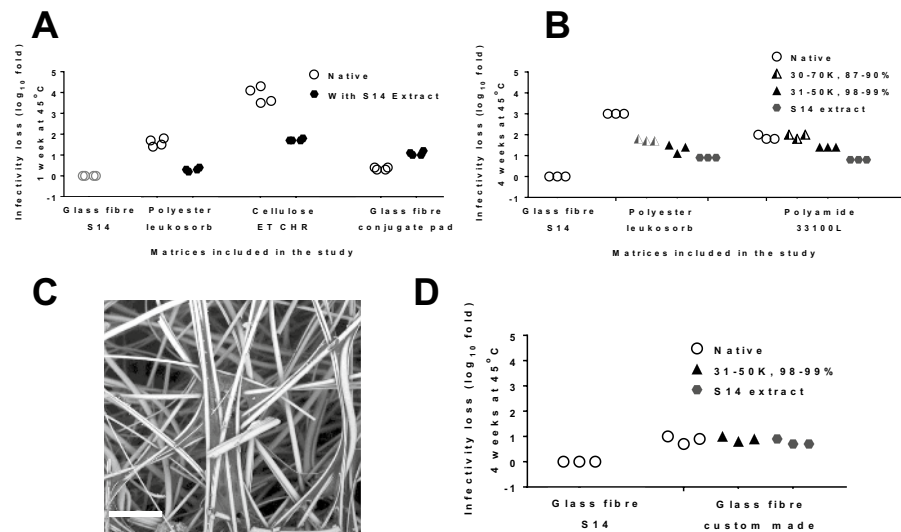 A
Infectivity loss (log10 fold)
1 weeks at 45°C
5
4
3
2
1
0
-1
Native
With S14 Extract
Glass fibre
S14
Polyester
leukosorb
Cellulose
ET CHR
Glass fibre
conjugate pad
Matrices included in the study
B
Infectivity loss (log10 fold)
4 weeks at 45°C
5
4
3
2
1
0
-1
Native
30-70K, 87-90%
31-50K, 98-99%
S14 extract
Glass fibre
S14
Polyester
leukosorb
Polyamide
33100L
Matrices included in the study
C
D
Infectivity loss (log10 fold)
4 weeks at 45°C
5
4
3
2
1
0
-1
Native
31-50K, 98-99%
S14 extract
Glass fibre
S14
Glass fibre
custom made